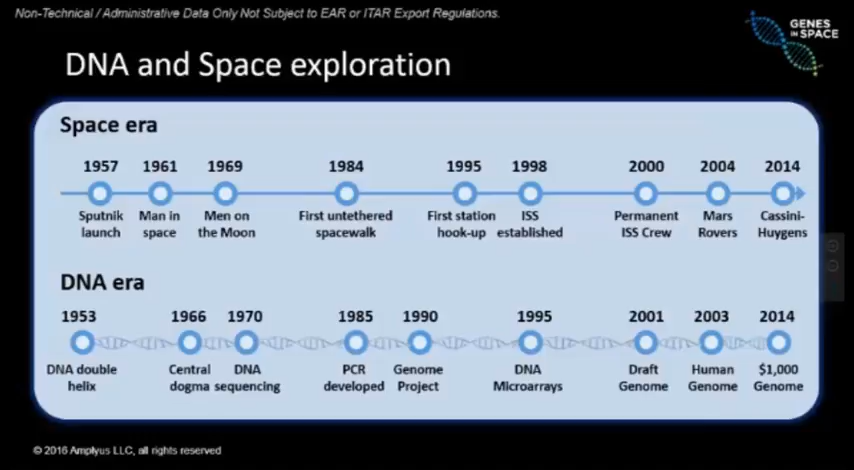 Non-Technical / Administrative Data Only Not Subject to EAR or ITAR Export Regulations.
GENES
IN SPACE
DNA and Space exploration
Space era
1957 1961 1969 1984 1995 1998 2000 2004 2014
Sputnik Man in Men on First untethered First station ISS Permanent Mars Cassini-
launch space the Moon spacewalk hook-up established ISS Crew Rovers Huygens
DNA era
1953 1966 1970 1985 1990 1995 2001 2003 2014
DNA double Central DNA PCR Genome DNA Draft Human $1,000
helix dogma sequencing developed Project Microarrays Genome Genome Genome
© 2016 Amplyus LLC, all rights reserved